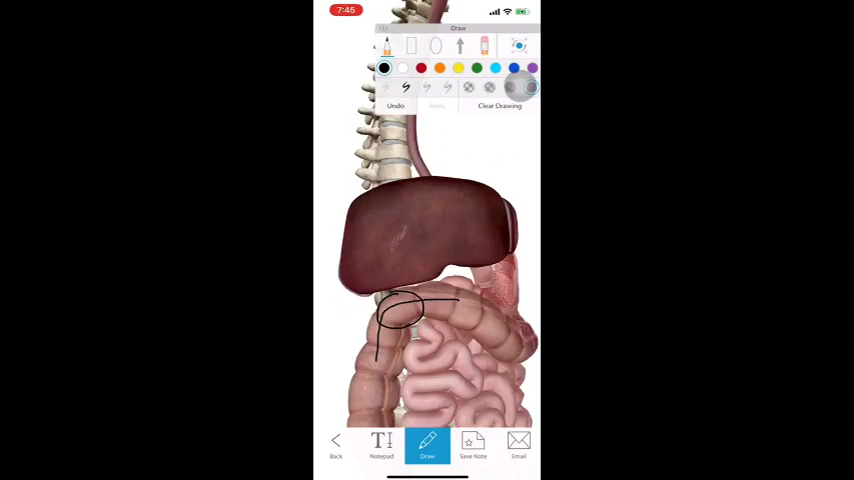 7:45
Draw
Undo
Redo
Clear Drawing
Back
Notepad
Draw
Save Note
Email